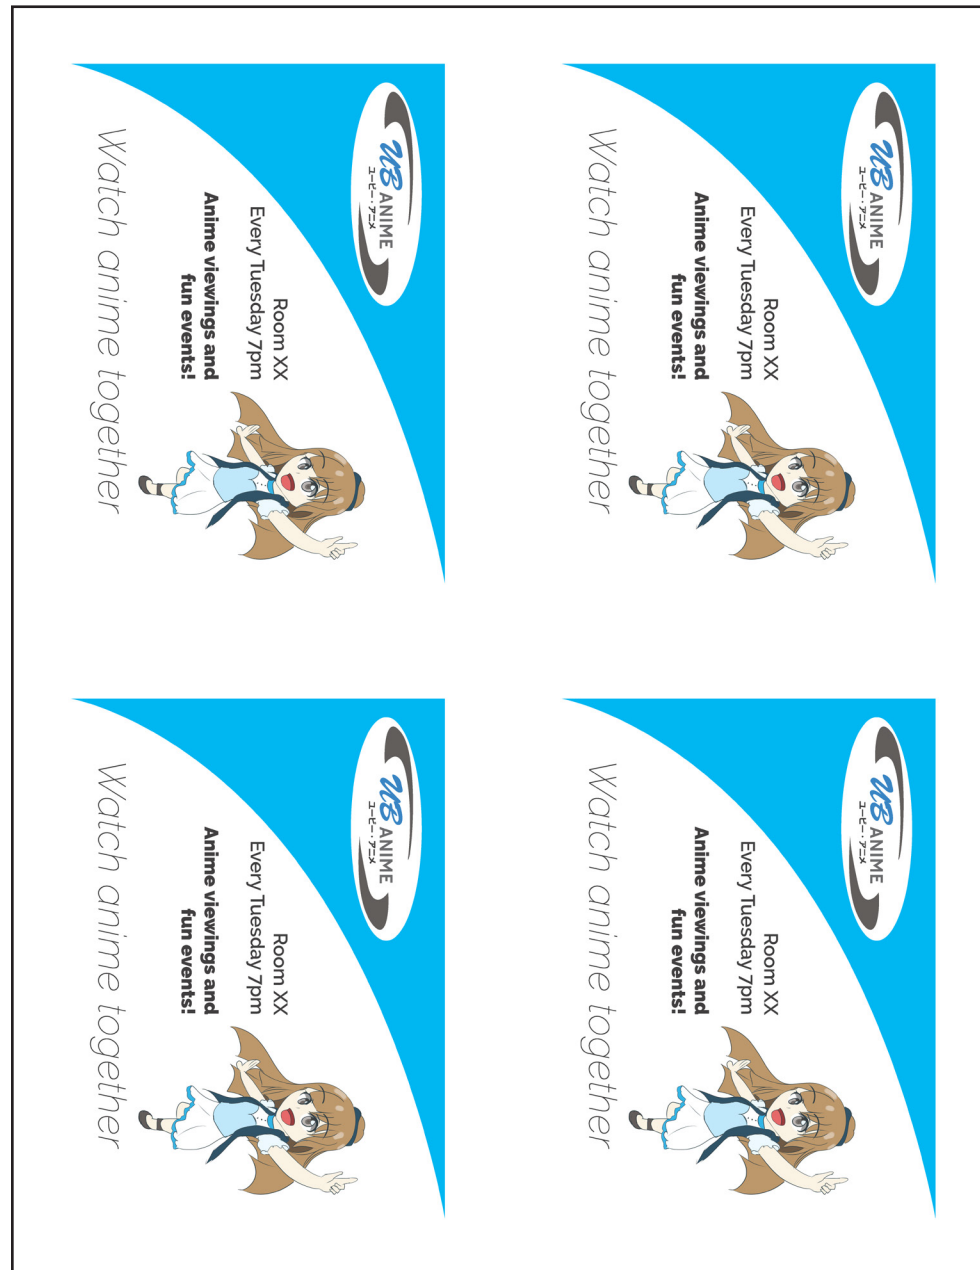 UB ANIME
ユービー・アニメ
Room XX
Every Tuesday 7pm
Anime viewings and
fun events!
Watch anime together
UB ANIME
ユービー・アニメ
Room XX
Every Tuesday 7pm
Anime viewings and
fun events!
Watch anime together
UB ANIME
ユービー・アニメ
Room XX
Every Tuesday 7pm
Anime viewings and
fun events!
Watch anime together
UB ANIME
ユービー・アニメ
Room XX
Every Tuesday 7pm
Anime viewings and
fun events!
Watch anime together